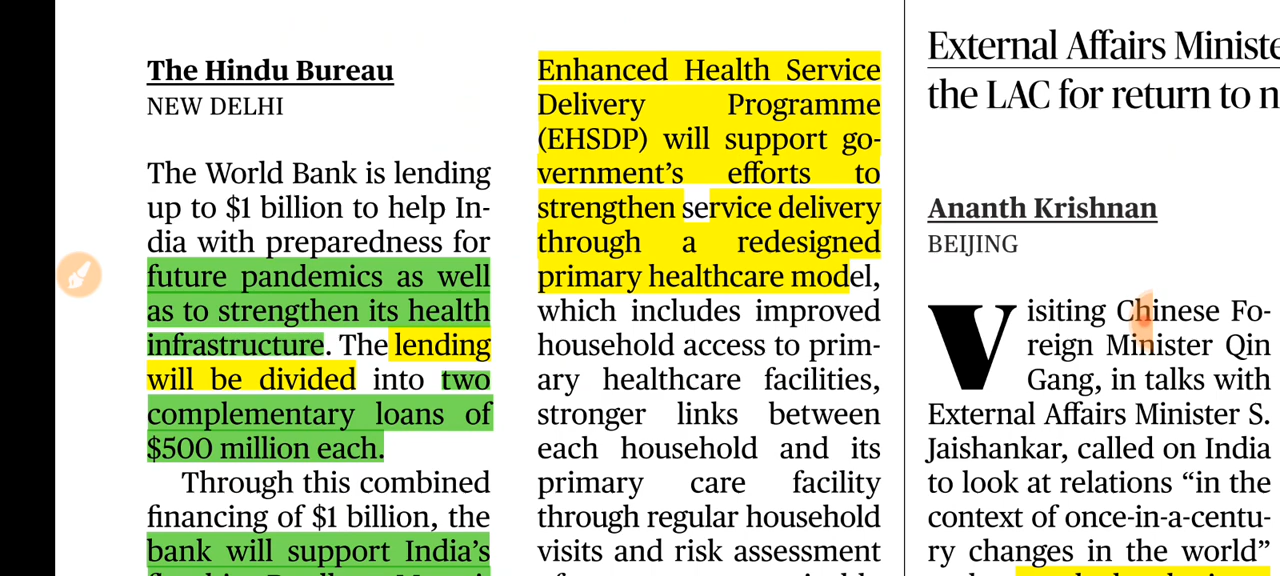 The Hindu Bureau
NEW DELHI
The World Bank is lending
up to $1 billion to help In-
dia with preparedness for
future pandemics as well
as to strengthen its health
infrastructure. The lending
will be divided into two
complementary loans of
$500 million each.
Through this combined
financing of $1 billion, the
bank will support India's
Enhanced Health Service
Delivery Programme
(EHSDP) will support go-
vernment's efforts to
strengthen service delivery
through a redesigned
primary healthcare model,
which includes improved
household access to prim-
ary healthcare facilities,
stronger links between
each household and its
primary care facility
through regular household
visits and risk assessment
External Affairs Ministe
the LAC for return to n
Ananth Krishnan
BEIJING
Visiting Chinese Fo-
reign Minister Qin
Gang, in talks with
External Affairs Minister S.
Jaishankar, called on India
to look at relations "in the
context of once-in-a-centu-
ry changes in the world"